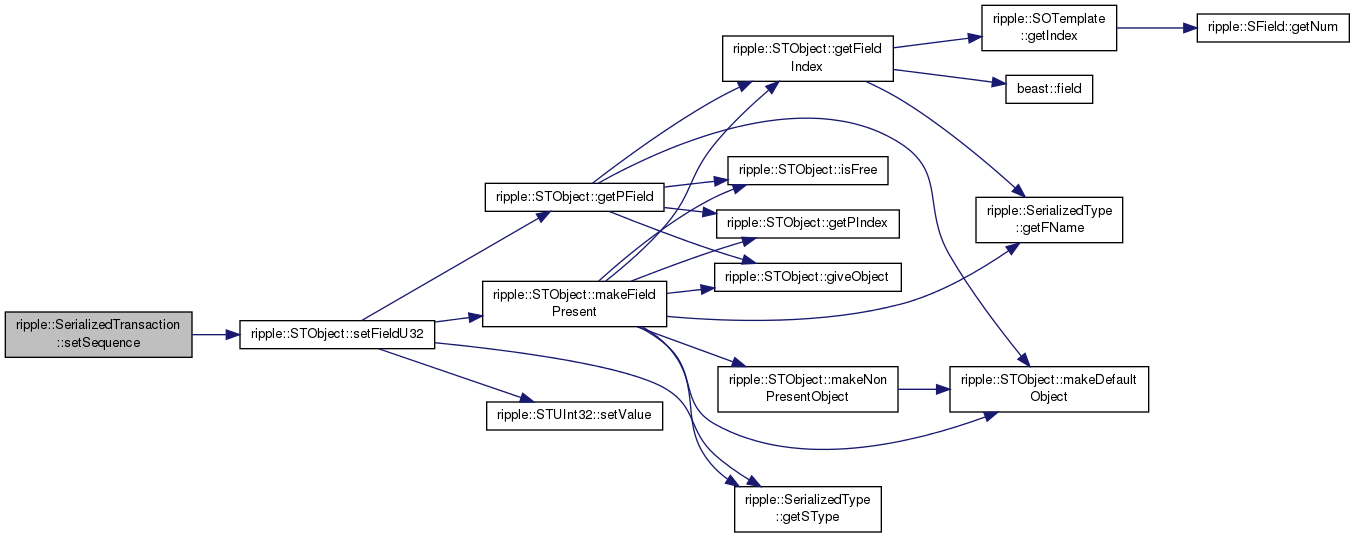 ripple::SerializedTransaction
::setSequence
ripple::STObject::setFieldU32
ripple::STObject::getPField
ripple::STObject::makeField
Present
ripple::STUInt32::setValue
ripple::STObject::getField
Index
ripple::STObject::isFree
ripple::STObject::getPIndex
ripple::STObject::giveObject
ripple::STObject::makeNon
PresentObject
ripple::SerializedType
::getSType
ripple::SOTemplate
::getIndex
beast::field
ripple::SerializedType
::getFName
ripple::STObject::makeDefault
Object
ripple::SField::getNum